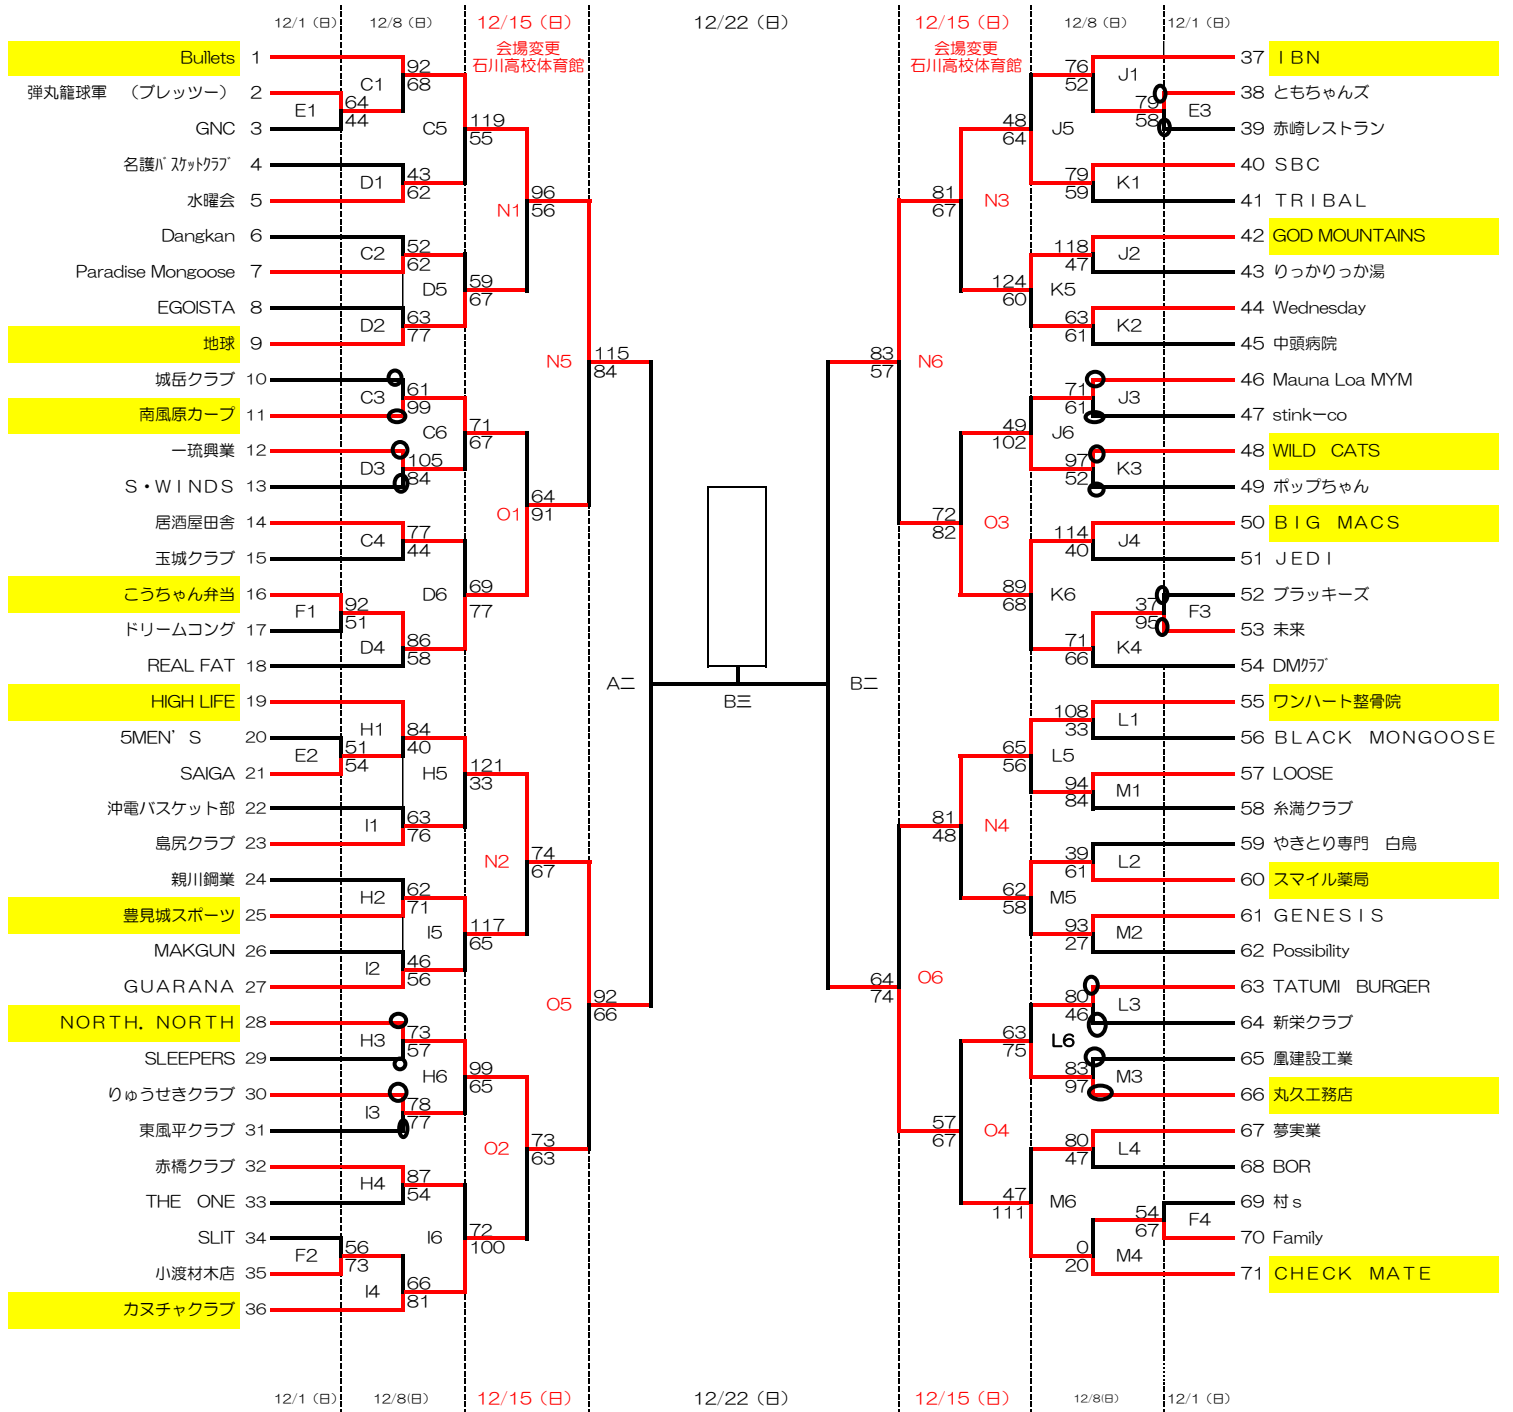 12/1（日） 12/8（日） 12/15（日） 12/22（日） 12/15（日） 12/8（日） 12/1（日）
会場変更 会場変更
石川高校体育館 石川高校体育館
Bullets 1
弾丸籠球軍 （ブレッツー） 2
GNC 3
名護ﾊﾞｽｹｯﾄｸﾗﾌﾞ 4
水曜会 5
Dangkan 6
Paradise Mongoose 7
EGOISTA 8
地球 9
城岳クラブ 10
南風原カープ 11
一琉興業 12
S・WINDS 13
居酒屋田舎 14
玉城クラブ 15
こうちゃん弁当 16
ドリームコング 17
REAL FAT 18
HIGH LIFE 19
5MEN'S 20
SAIGA 21
沖電バスケット部 22
島尻クラブ 23
親川鋼業 24
豊見城スポーツ 25
MAKGUN 26
GUARANA 27
NORTH．NORTH 28
SLEEPERS 29
りゅうせきクラブ 30
東風平クラブ 31
赤橋クラブ 32
THE ONE 33
SLIT 34
小渡材木店 35
カヌチャクラブ 36
E1 64 44
F1 92 51
E2 51 54
F2 56 73
C1 92 68
D1 43 62
C2 52 62
D2 63 77
C3 61 99
D3 105 84
C4 77 44
D4 86 58
H1 84 40
I1 63 76
H2 62 71
I2 46 56
H3 73 57
I3 78 77
H4 87 54
I4 66 81
C5 119 55
D5 59 67
C6 71 67
D6 69 77
H5 121 33
I5 117 65
H6 99 65
I6 72 100
N1 96 56
O1 64 91
N2 74 67
O2 73 63
N5 115 84
O5 92 66
A二
B三
B二
83 57 N6
64 74 O6
81 67 N3
72 82 O3
81 48 N4
57 67 O4
48 64 J5
124 60 K5
49 102 J6
89 68 K6
65 56 L5
62 58 M5
63 75 L6
47 111 M6
76 52 J1
79 59 K1
118 47 J2
63 61 K2
71 61 J3
97 52 K3
114 40 J4
71 66 K4
108 33 L1
94 84 M1
39 61 L2
93 27 M2
80 46 L3
83 97 M3
80 47 L4
0 20 M4
79 58 E3
37 95 F3
54 67 F4
37 IBN
38 ともちゃんズ
39 赤崎レストラン
40 SBC
41 TRIBAL
42 GOD MOUNTAINS
43 りっかりっか湯
44 Wednesday
45 中頭病院
46 Mauna Loa MYM
47 stinkーco
48 WILD CATS
49 ポップちゃん
50 BIG MACS
51 JEDI
52 ブラッキーズ
53 未来
54 DMｸﾗﾌﾞ
55 ワンハート整骨院
56 BLACK MONGOOSE
57 LOOSE
58 糸満クラブ
59 やきとり専門 白鳥
60 スマイル薬局
61 GENESIS
62 Possibility
63 TATUMI BURGER
64 新栄クラブ
65 凰建設工業
66 丸久工務店
67 夢実業
68 BOR
69 村s
70 Family
71 CHECK MATE
12/1（日） 12/8(日) 12/15（日） 12/22（日） 12/15（日） 12/8(日) 12/1（日）